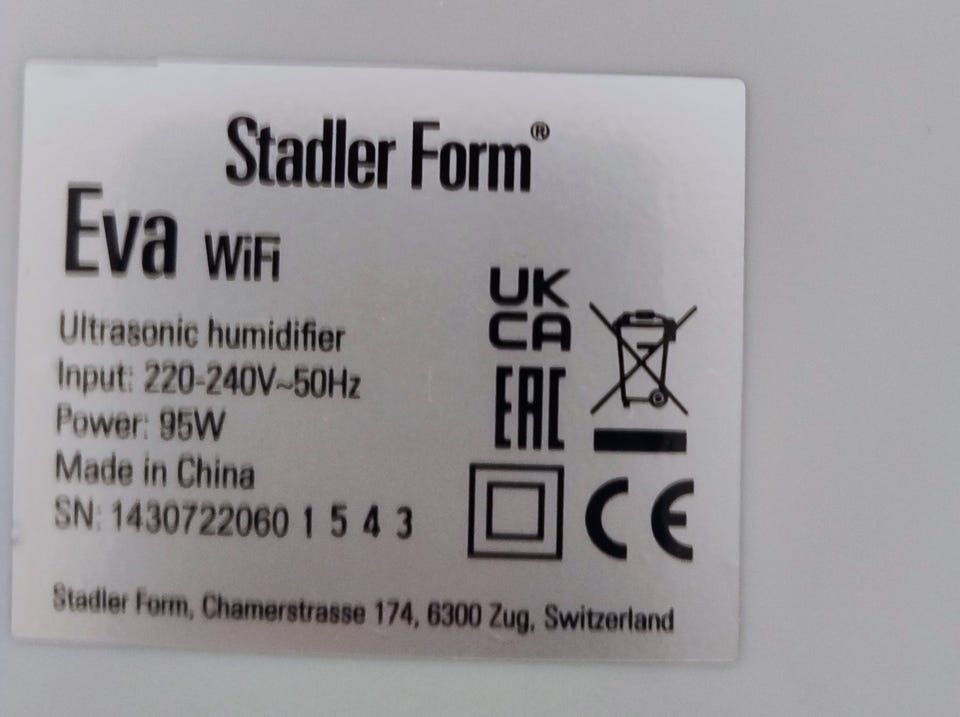 Stadler Form®
Eva WiFi
Ultrasonic humidifier
Input: 220-240V~50Hz
Power: 95W
Made in China
SN: 1430722060 1 5 4 3
UK
CA
EAC
CE
Stadler Form, Chamerstrasse 174, 6300 Zug, Switzerland